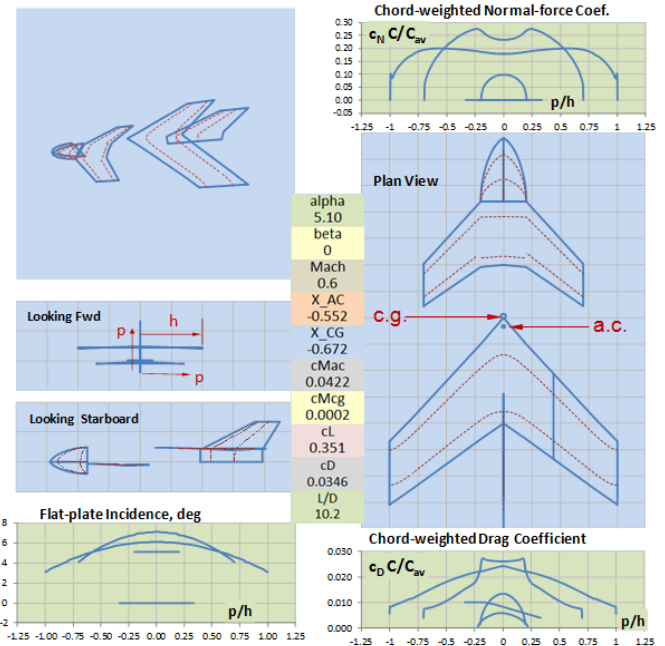 Chord-weighted Normal-force Coef.
0.30
0.25
0.20
0.15
0.10
0.05
0.00
-0.05
cN C/Cav
p/h
-1.25 -1 -0.75 -0.5 -0.25 0 0.25 0.5 0.75 1 1.25
Plan View
c.g.
a.c.
alpha
5.10
beta
0
Mach
0.6
X_AC
-0.552
X_CG
-0.672
cMac
0.0422
cMcg
0.0002
cL
0.351
cD
0.0346
L/D
10.2
Looking Fwd
p
h
p
Looking Starboard
Flat-plate Incidence, deg
8
6
4
2
0
-2
p/h
-1.25 -1.00 -0.75 -0.50 -0.25 0.00 0.25 0.50 0.75 1.00 1.25
Chord-weighted Drag Coefficient
0.030
0.020
0.010
0.000
cD C/Cav
p/h
-1.25 -1 -0.75 -0.5 -0.25 0 0.25 0.5 0.75 1 1.25